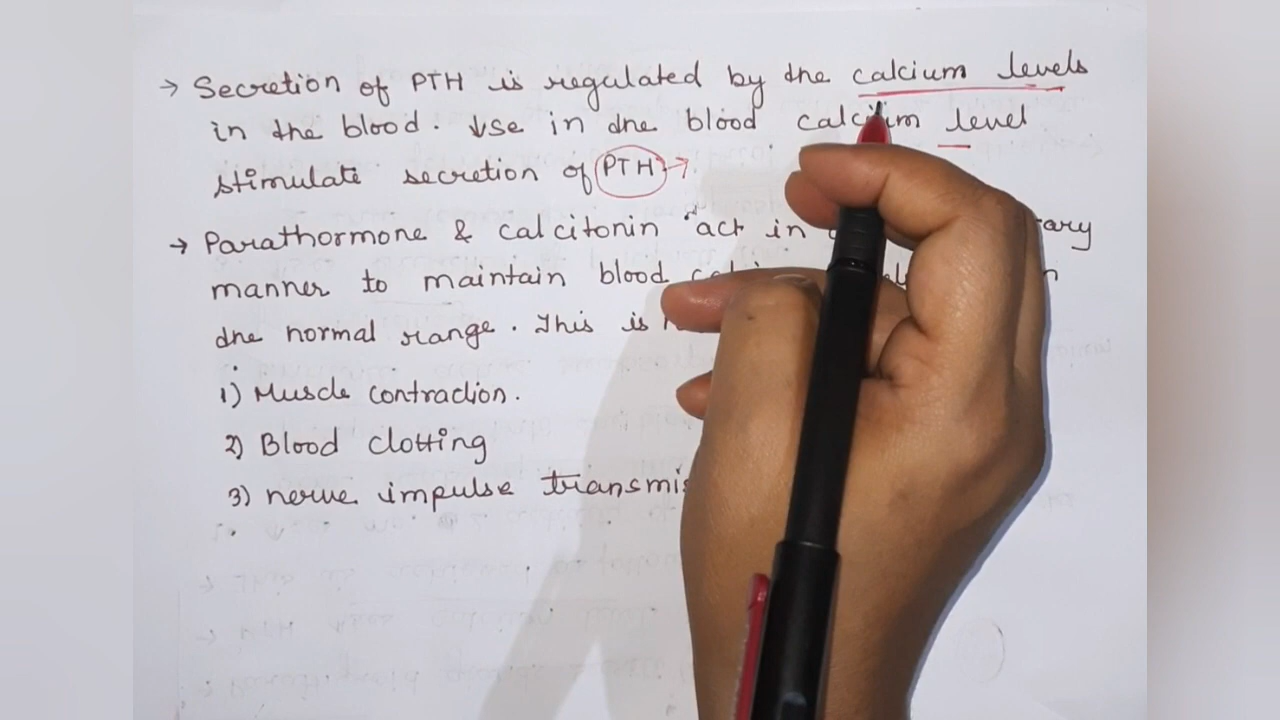 → Secretion of PTH is regulated by the calcium levels
in the blood. ↓se in the blood calcium level
stimulate secretion of PTH →
→ Parathormone & calcitonin act in
manner to maintain blood
the normal range. This is
1) Muscle contraction.
2) Blood clotting
3) nerve impulse